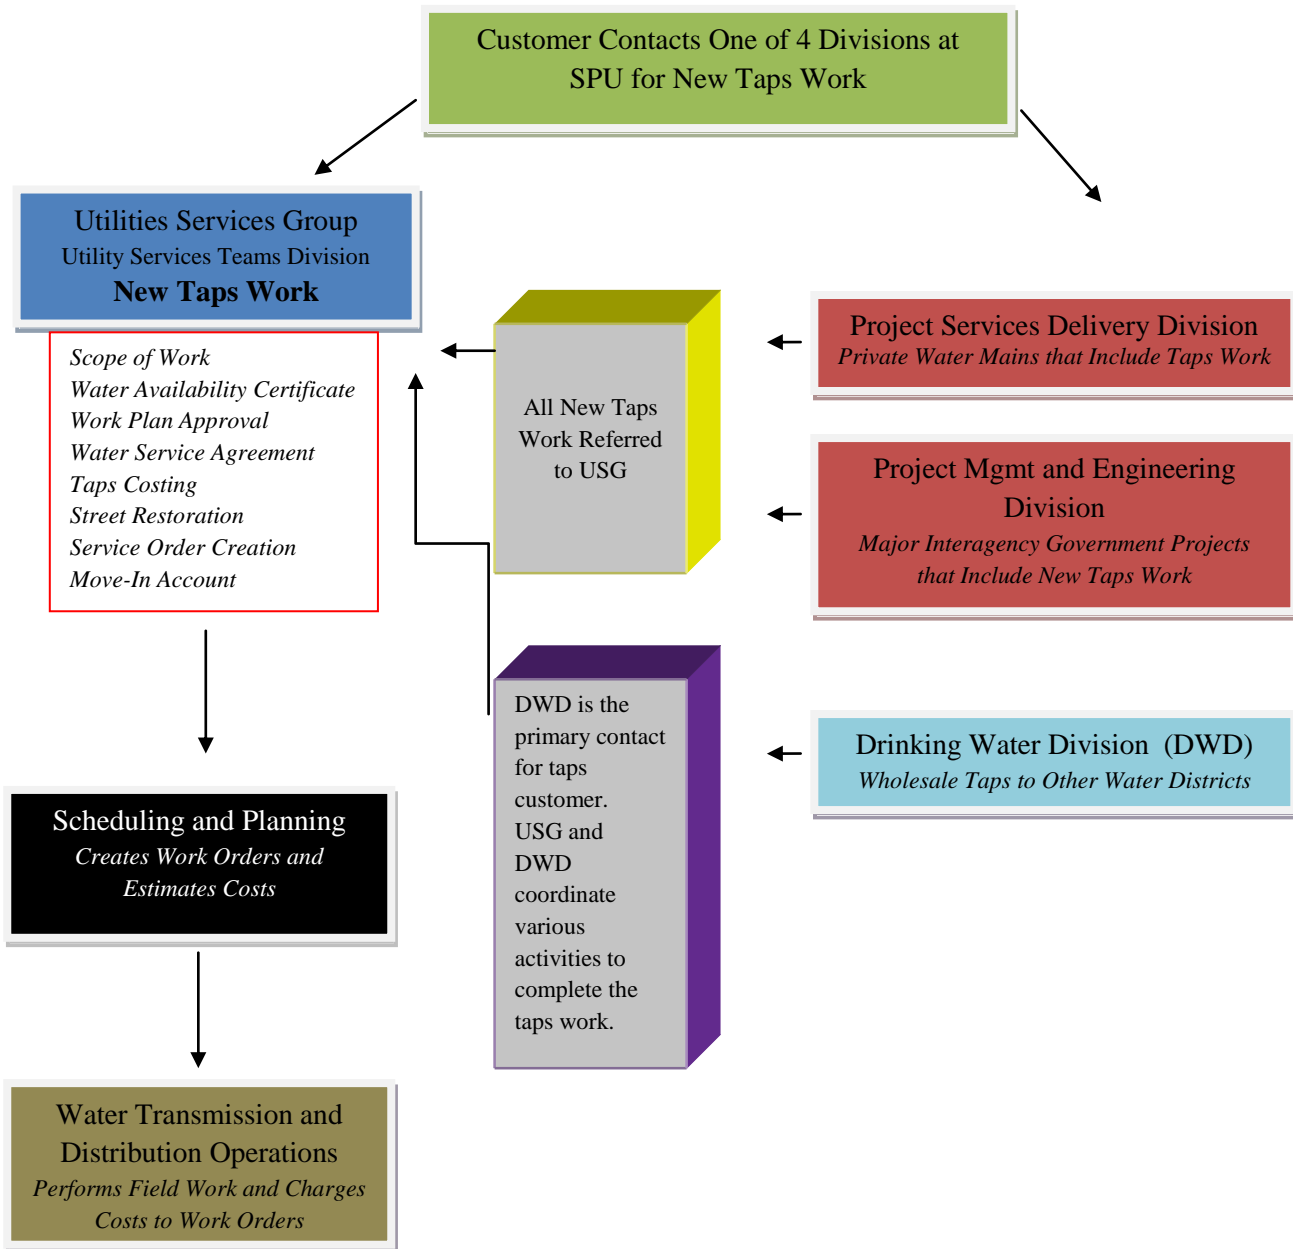 Customer Contacts One of 4 Divisions at
SPU for New Taps Work
Utilities Services Group
Utility Services Teams Division
New Taps Work
Scope of Work
Water Availability Certificate
Work Plan Approval
Water Service Agreement
Taps Costing
Street Restoration
Service Order Creation
Move-In Account
All New Taps
Work Referred
to USG
Project Services Delivery Division
Private Water Mains that Include Taps Work
Project Mgmt and Engineering
Division
Major Interagency Government Projects
that Include New Taps Work
DWD is the
primary contact
for taps
customer.
USG and
DWD
coordinate
various
activities to
complete the
taps work.
Drinking Water Division (DWD)
Wholesale Taps to Other Water Districts
Scheduling and Planning
Creates Work Orders and
Estimates Costs
Water Transmission and
Distribution Operations
Performs Field Work and Charges
Costs to Work Orders